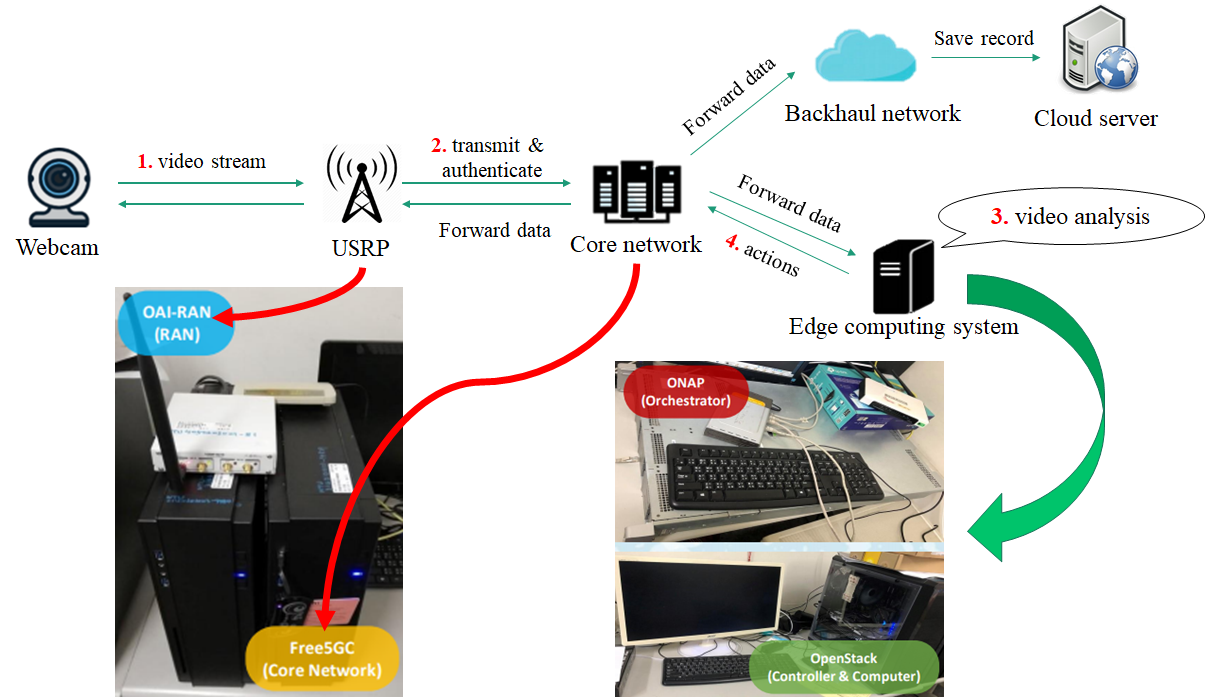 Save record
Forward data
Backhaul network
Cloud server
1. video stream
2. transmit &
authenticate
Forward data
3. video analysis
Forward data
4. actions
Webcam
USRP
Core network
Edge computing system
OAI-RAN
(RAN)
ONAP
(Orchestrator)
Free5GC
(Core Network)
OpenStack
(Controller & Computer)